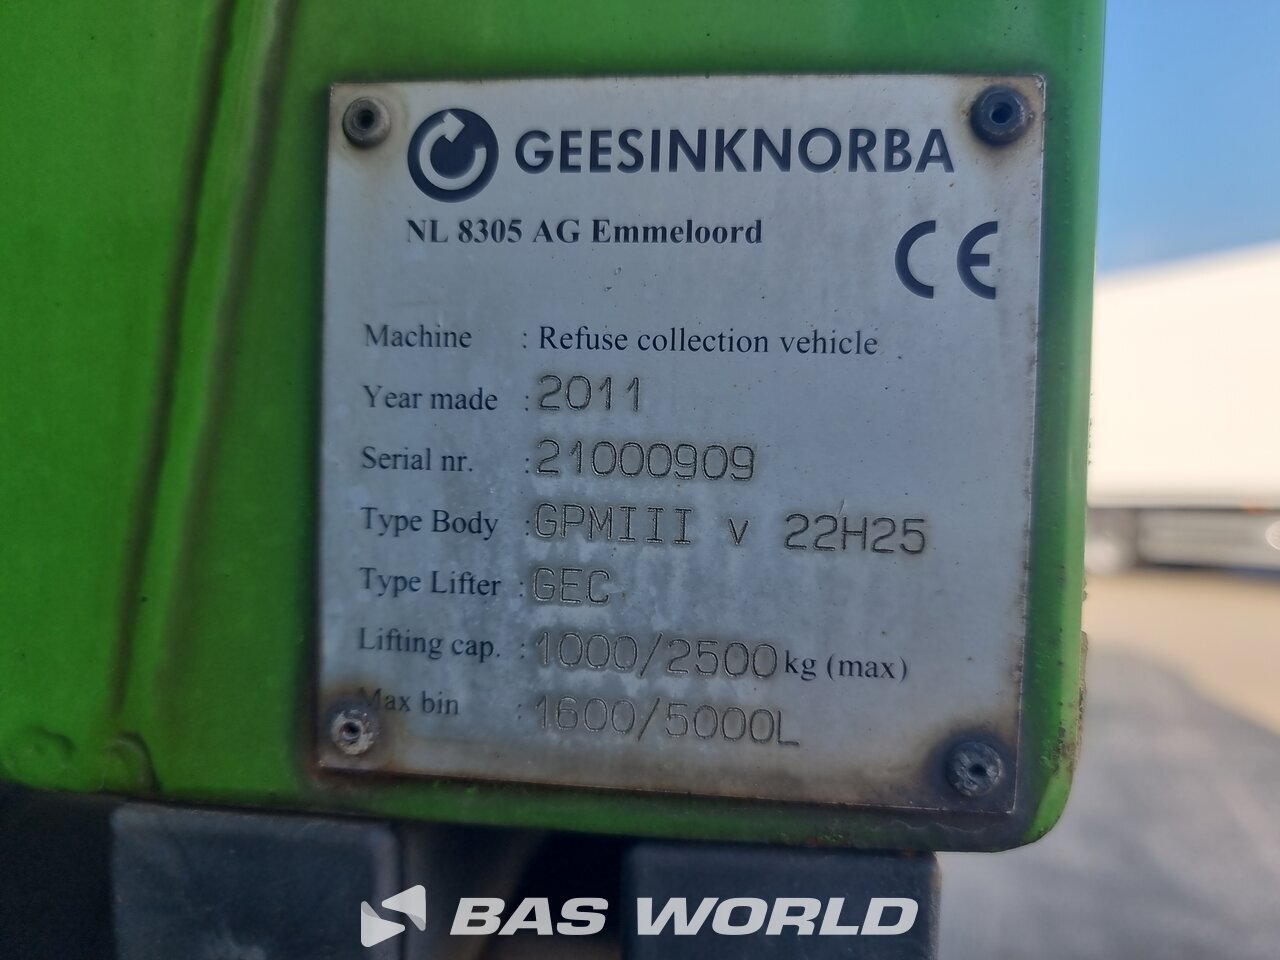 GEESINKNORBA
NL 8305 AG Emmeloord
CE
Machine : Refuse collection vehicle
Year made : 2011
Serial nr. : 21000909
Type Body : GPMIII v 22H25
Type Lifter : GEC
Lifting cap. : 1000/2500 kg (max)
Max bin : 1600/5000L
BAS WORLD